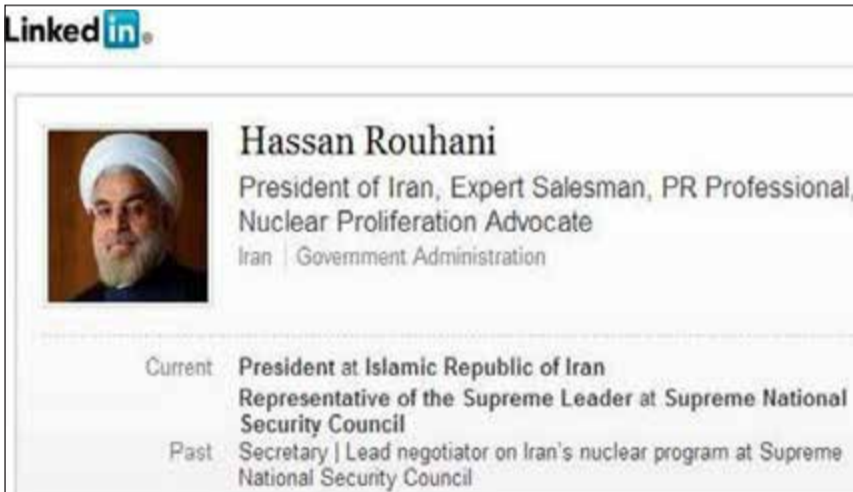 Linked in
Hassan Rouhani
President of Iran, Expert Salesman, PR Professional,
Nuclear Proliferation Advocate
Iran | Government Administration
Current President at Islamic Republic of Iran
Representative of the Supreme Leader at Supreme National
Security Council
Past Secretary | Lead negotiator on Iran's nuclear program at Supreme
National Security Council